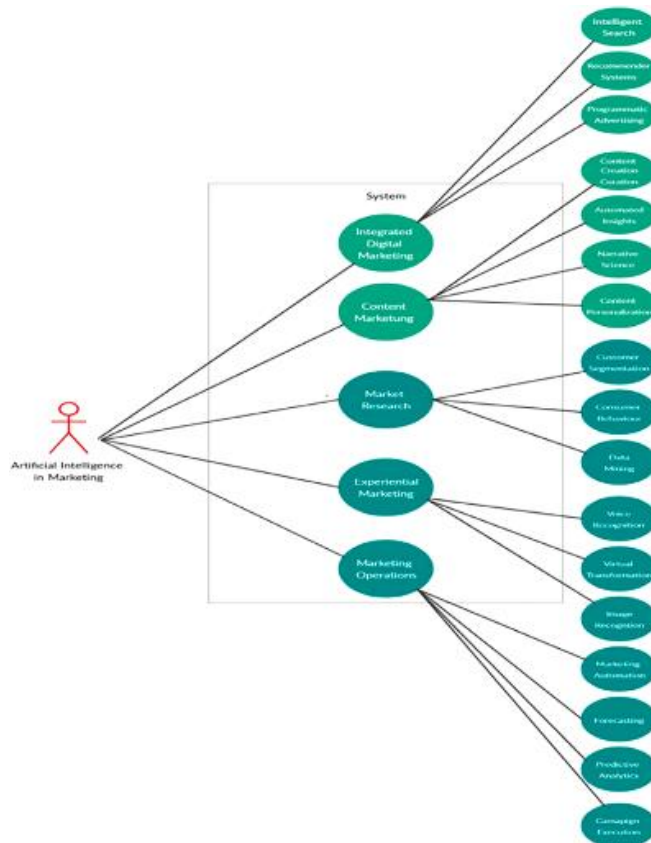 Intelligent
Search
Recommender
Systems
Programmatic
Advertising
Content
Creation
Curation
Automated
Insights
Narrative
Science
Content
Personalization
System
Integrated
Digital
Marketing
Content
Marketung
Market
Research
Experiential
Marketing
Marketing
Operations
Artificial Intelligence
in Marketing
Customer
Segmentation
Consumer
Behaviour
Data
Mining
Voice
Recognition
Virtual
Transformation
Image
Recognition
Marketing
Automation
Forecasting
Predictive
Analytics
Execution